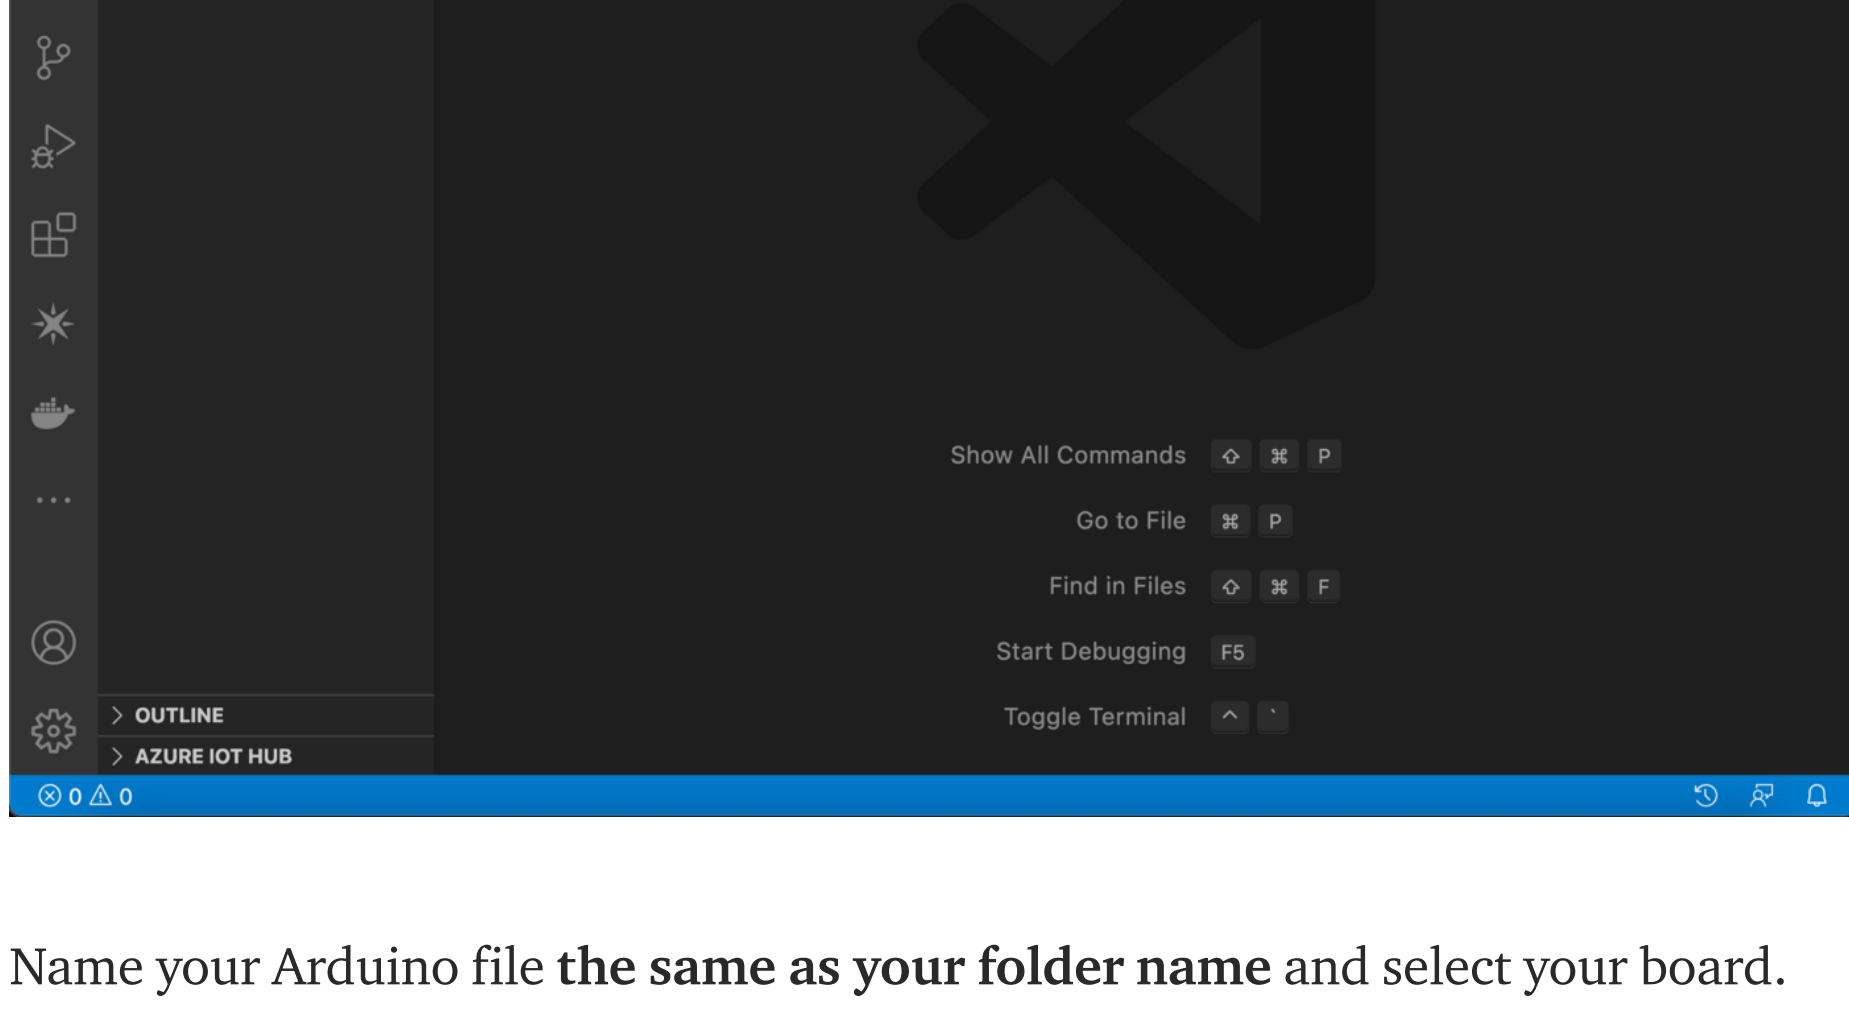 Show All Commands ⇧ ⌘ P
Go to File ⌘ P
Find in Files ⇧ ⌘ F
Start Debugging F5
Toggle Terminal ^ `
OUTLINE
AZURE IOT HUB
0 0
Name your Arduino file the same as your folder name and select your board.